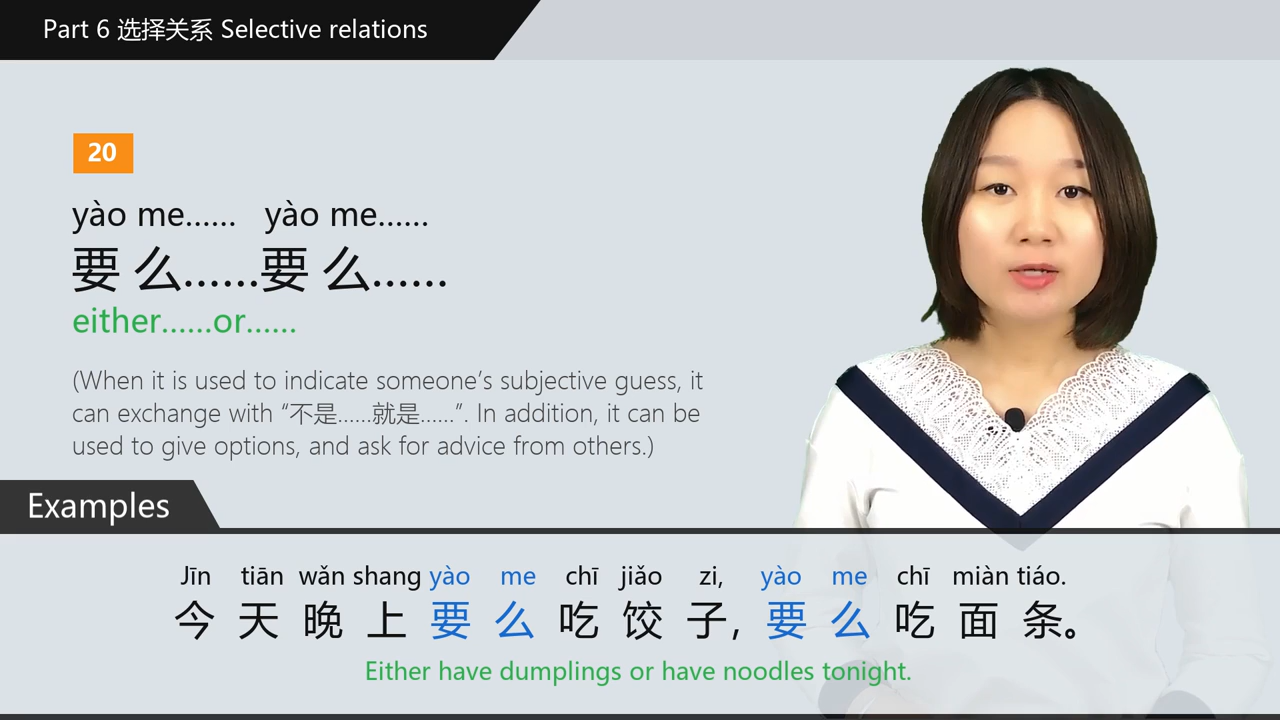 Part 6 选择关系 Selective relations
20
yào me...... yào me......
要么......要么......
either......or......
(When it is used to indicate someone’s subjective guess, it
can exchange with “不是......就是......”. In addition, it can be
used to give options, and ask for advice from others.)
Examples
Jīn tiān wǎn shang yào me chī jiǎo zi, yào me chī miàn tiáo.
今天晚上要么吃饺子,要么吃面条。
Either have dumplings or have noodles tonight.